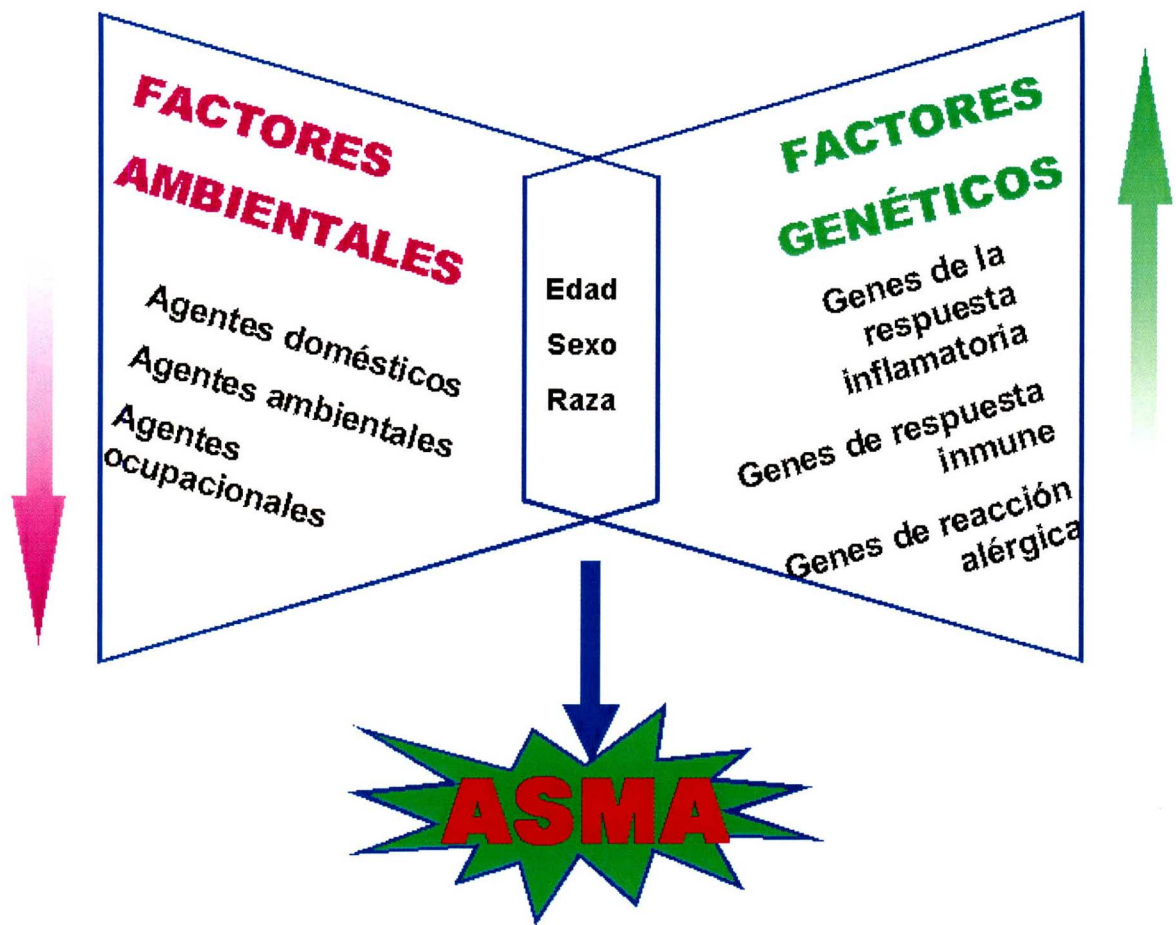 FACTORES
AMBIENTALES
Agentes domésticos
Agentes ambientales
Agentes
ocupacionales
Edad
Sexo
Raza
FACTORES
GENÉTICOS
Genes de la
respuesta
inflamatoria
Genes de respuesta
inmune
Genes de reacción
alérgica
ASMA